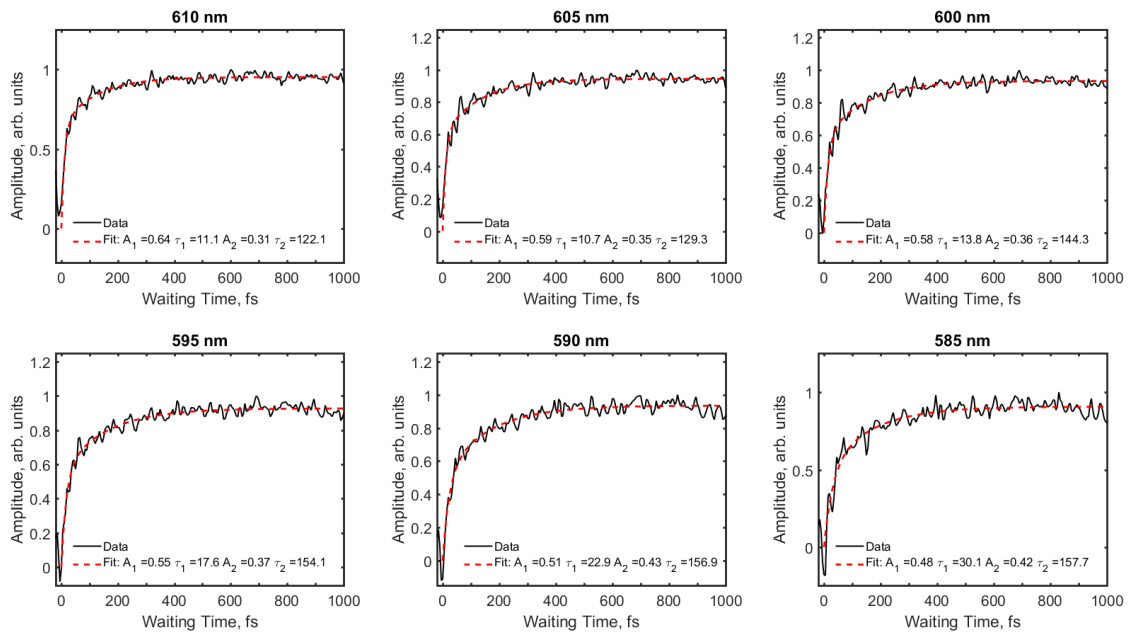 610 nm
Amplitude, arb. units
1
0.5
0
Data
Fit: A1 =0.64 τ1 =11.1 A2 =0.31 τ2 =122.1
0 200 400 600 800 1000
Waiting Time, fs
605 nm
Amplitude, arb. units
1.2
1
0.8
0.6
0.4
0.2
0
Data
Fit: A1 =0.59 τ1 =10.7 A2 =0.35 τ2 =129.3
0 200 400 600 800 1000
Waiting Time, fs
600 nm
Amplitude, arb. units
1.2
1
0.8
0.6
0.4
0.2
0
Data
Fit: A1 =0.58 τ1 =13.8 A2 =0.36 τ2 =144.3
0 200 400 600 800 1000
Waiting Time, fs
595 nm
Amplitude, arb. units
1.2
1
0.8
0.6
0.4
0.2
0
Data
Fit: A1 =0.55 τ1 =17.6 A2 =0.37 τ2 =154.1
0 200 400 600 800 1000
Waiting Time, fs
590 nm
Amplitude, arb. units
1.2
1
0.8
0.6
0.4
0.2
0
Data
Fit: A1 =0.51 τ1 =22.9 A2 =0.43 τ2 =156.9
0 200 400 600 800 1000
Waiting Time, fs
585 nm
Amplitude, arb. units
1
0.5
0
Data
Fit: A1 =0.48 τ1 =30.1 A2 =0.42 τ2 =157.7
0 200 400 600 800 1000
Waiting Time, fs